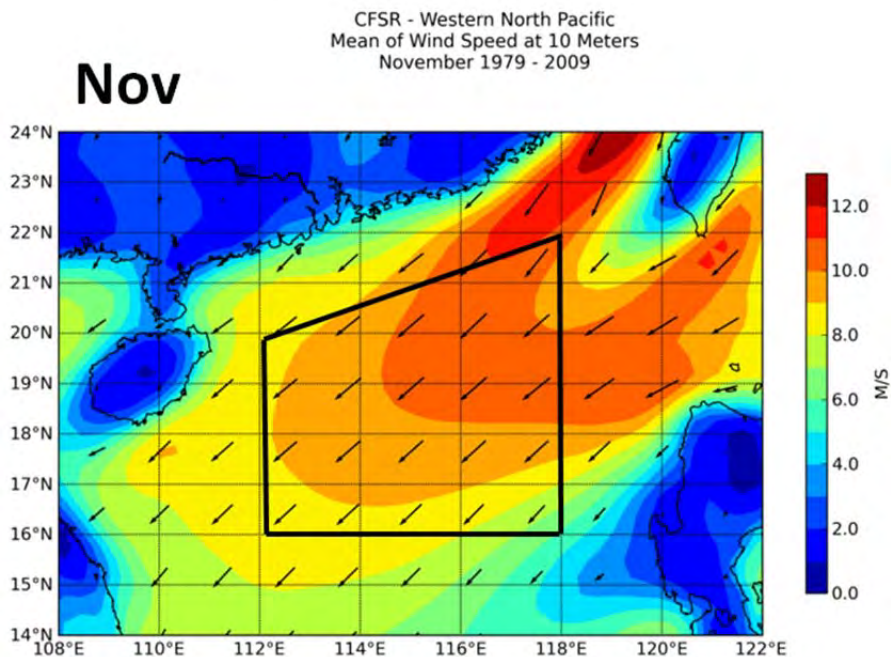 CFSR - Western North Pacific
Mean of Wind Speed at 10 Meters
November 1979 - 2009
Nov
24°N
23°N
22°N
21°N
20°N
19°N
18°N
17°N
16°N
15°N
14°N
108°E 110°E 112°E 114°E 116°E 118°E 120°E 122°E
12.0
10.0
8.0
6.0
4.0
2.0
0.0
M/S